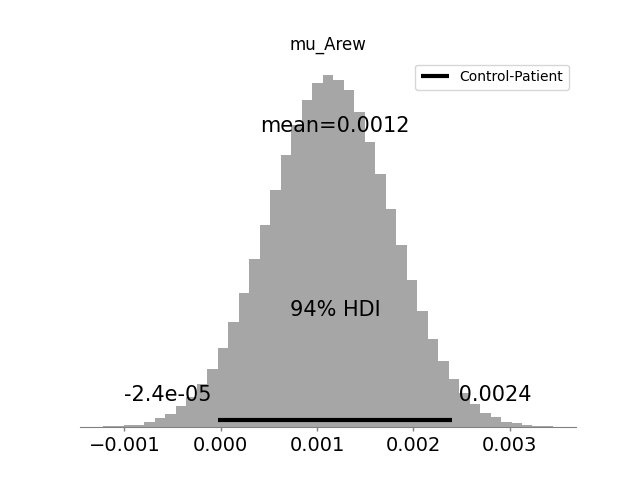 mu_Arew
Control-Patient
mean=0.0012
94% HDI
-2.4e-05
0.0024
−0.001
0.000
0.001
0.002
0.003